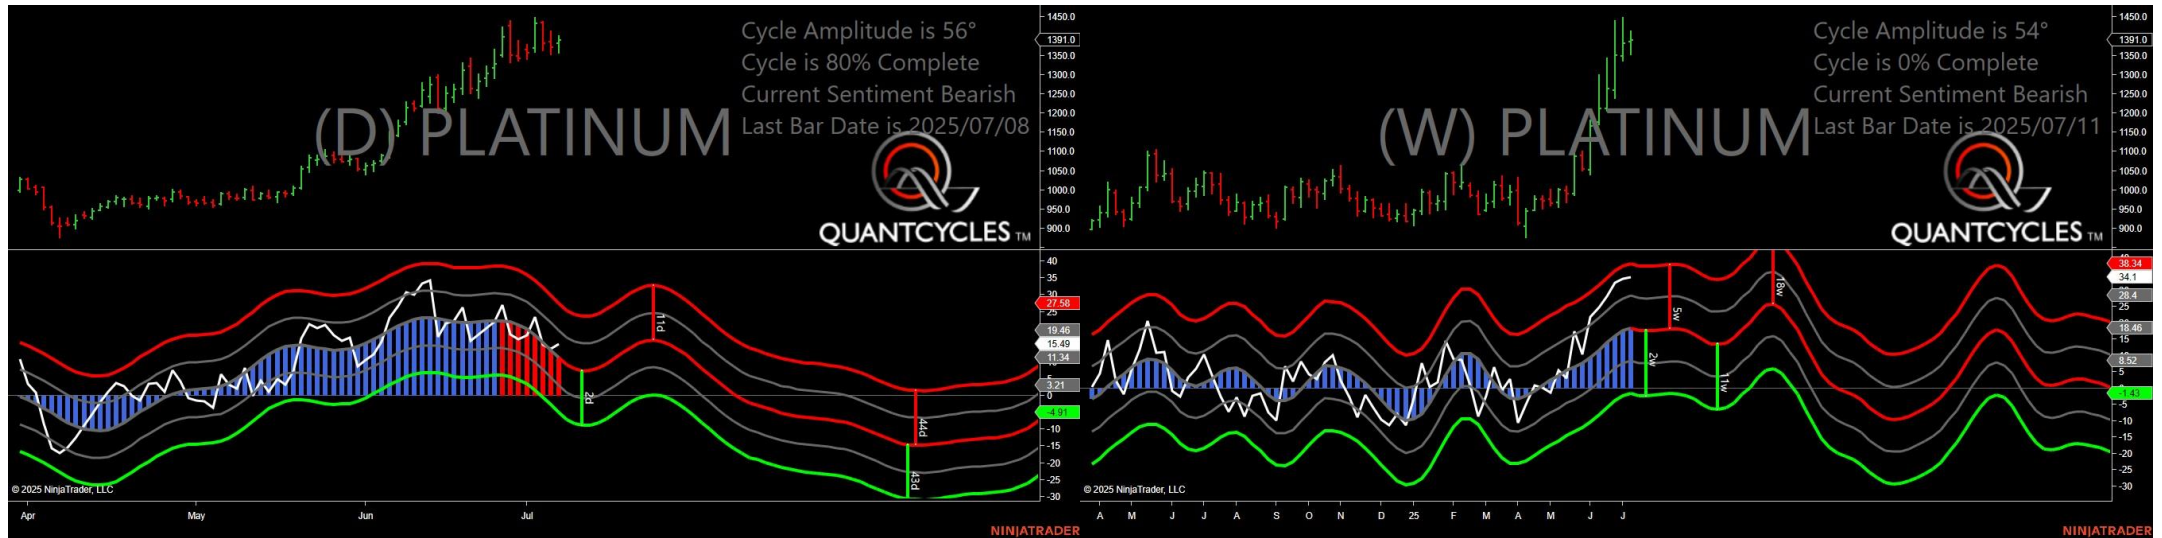 Cycle Amplitude is 56°
Cycle is 80% Complete
Current Sentiment Bearish
Last Bar Date is 2025/07/08
(D) PLATINUM
QUANTCYCLES TM
1450.0
1391.0
1350.0
1300.0
1250.0
1200.0
1150.0
1100.0
1050.0
1000.0
950.0
900.0
40
35
30
27.58
25
19.46
15.49
11.34
3.21
0
-4.91
-10
-15
-20
-25
-30
11d
2d
44d
43d
© 2025 NinjaTrader, LLC
Apr May Jun Jul
NINJATRADER
Cycle Amplitude is 54°
Cycle is 0% Complete
Current Sentiment Bearish
Last Bar Date is 2025/07/11
(W) PLATINUM
QUANTCYCLES TM
1450.0
1391.0
1350.0
1300.0
1250.0
1200.0
1150.0
1100.0
1050.0
1000.0
950.0
900.0
38.34
34.1
28.4
25
18.46
15
8.52
5
-1.43
-5
-10
-15
-20
-25
-30
18w
5w
2w
11w
© 2025 NinjaTrader, LLC
A M J J A S O N D 25 F M A M J J
NINJATRADER